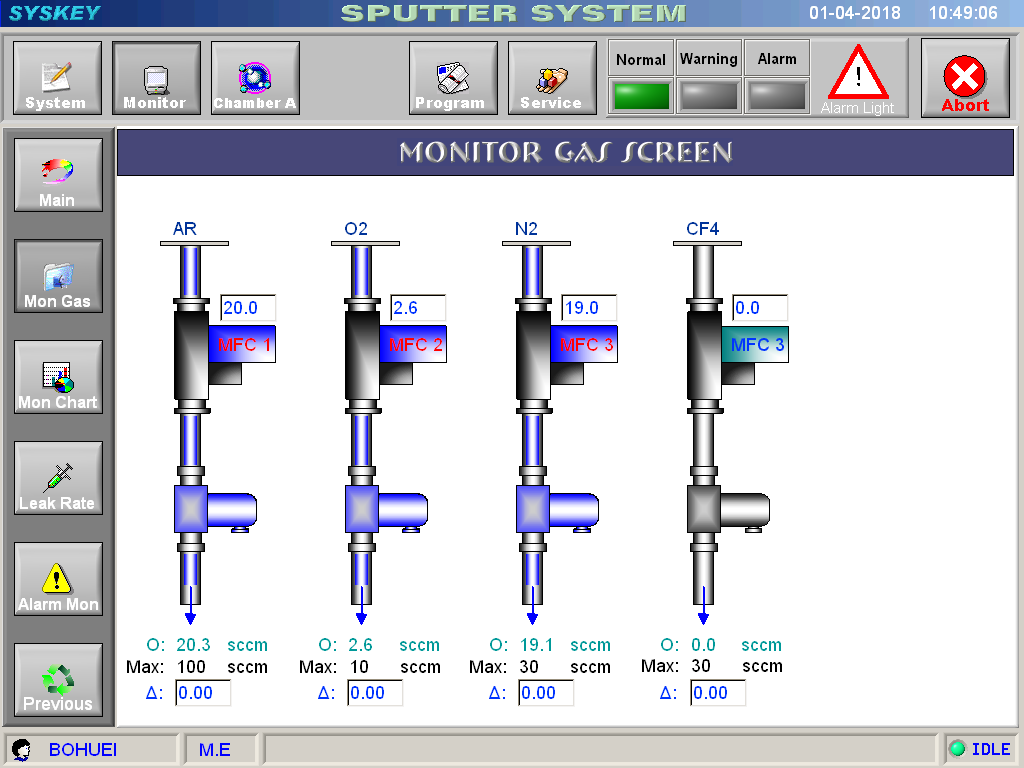 SYSKEY
SPUTTER SYSTEM
01-04-2018 10:49:06
System
Monitor
Chamber A
Program
Service
Normal
Warning
Alarm
Alarm Light
Abort
MONITOR GAS SCREEN
Main
Mon Gas
Mon Chart
Leak Rate
Alarm Mon
Previous
AR
O2
N2
CF4
20.0
2.6
19.0
0.0
MFC 1
MFC 2
MFC 3
MFC 3
O: 20.3 sccm
O: 2.6 sccm
O: 19.1 sccm
O: 0.0 sccm
Max: 100 sccm
Max: 10 sccm
Max: 30 sccm
Max: 30 sccm
Δ: 0.00
Δ: 0.00
Δ: 0.00
Δ: 0.00
BOHUEI
M.E
IDLE